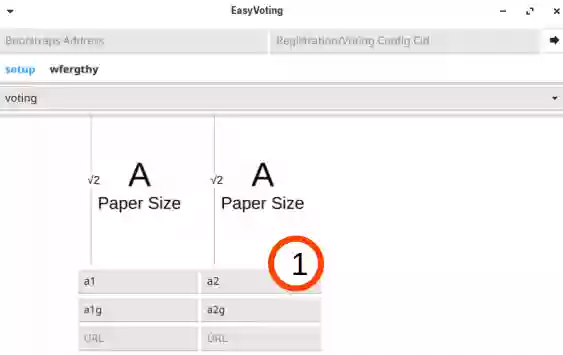 EasyVoting
Bootstraps Address Registration/Voting Config Cid
setup wfergthy
voting
√2 A √2 A
Paper Size Paper Size
1
a1 a2
a1g a2g
URL URL